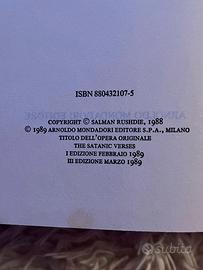 ISBN 880432107-5
COPYRIGHT © SALMAN RUSHDIE, 1988
© 1989 ARNOLDO MONDADORI EDITORE S.P.A., MILANO
TITOLO DELL'OPERA ORIGINALE
THE SATANIC VERSES
I EDIZIONE FEBBRAIO 1989
III EDIZIONE MARZO 1989
subito